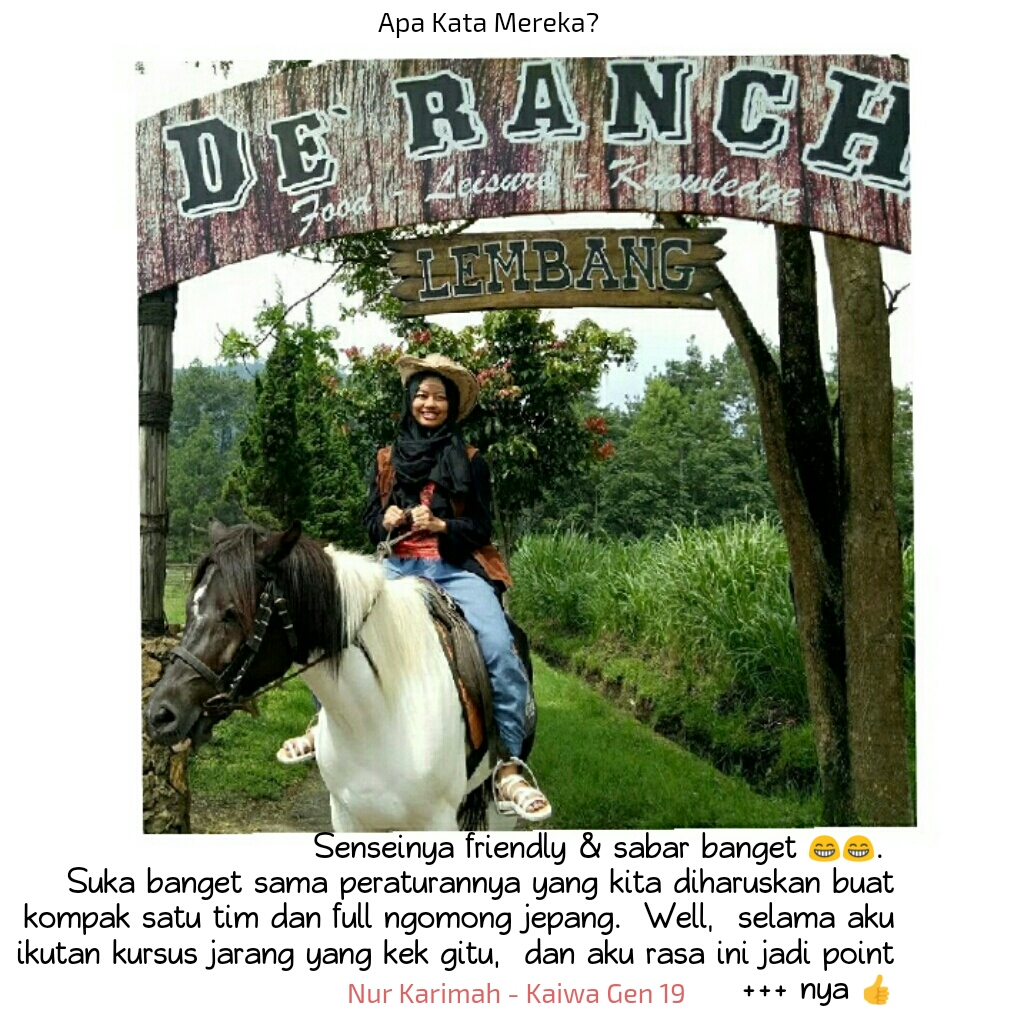 Apa Kata Mereka?
DE' RANCH
Food - Leisure - Knowledge
LEMBANG
Senseinya friendly & sabar banget 😁😁.
Suka banget sama peraturannya yang kita diharuskan buat
kompak satu tim dan full ngomong jepang. Well, selama aku
ikutan kursus jarang yang kek gitu, dan aku rasa ini jadi point
+++ nya 👍
Nur Karimah - Kaiwa Gen 19